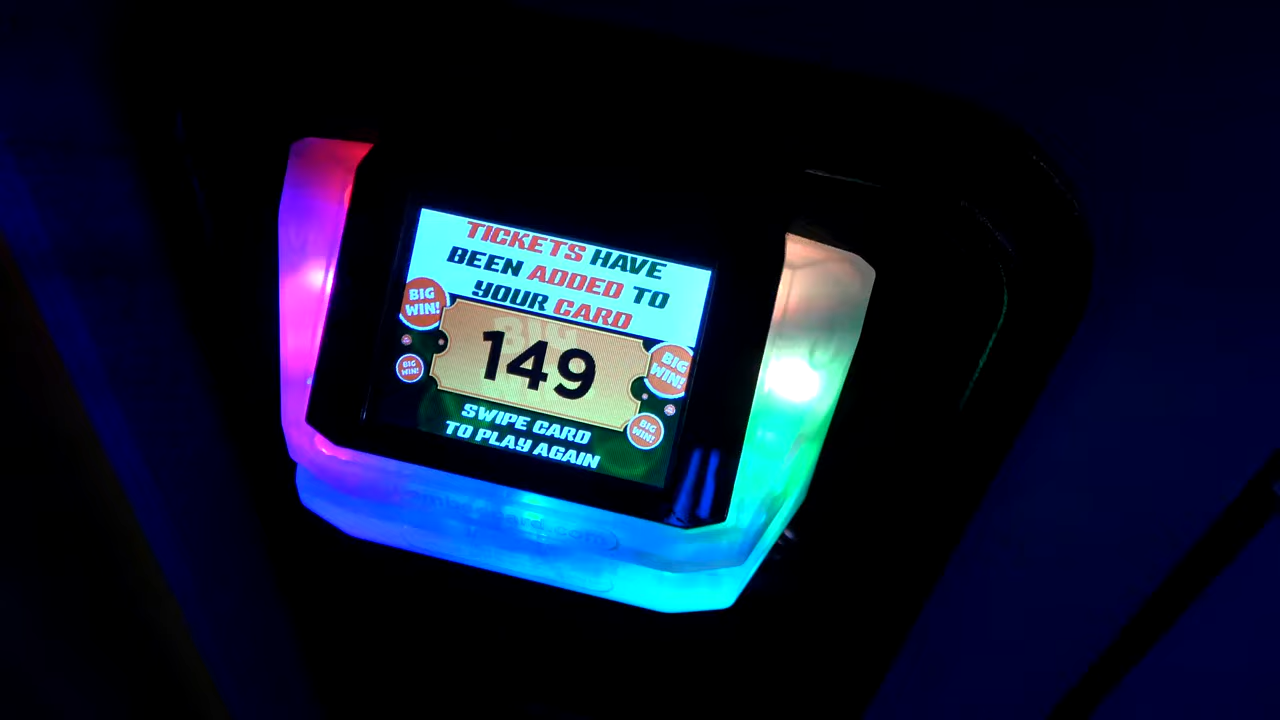 TICKETS HAVE
BEEN ADDED TO
YOUR CARD
BIG
WIN!
149
BIG
WIN!
BIG
WIN!
BIG
WIN!
SWIPE CARD
TO PLAY AGAIN